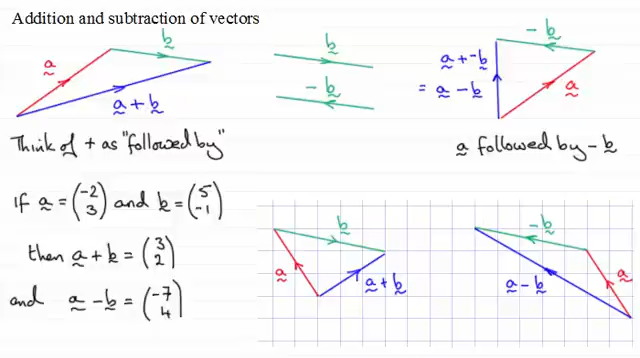 Addition and subtraction of vectors
a
b
a + b
b
- b
- b
a + - b
= a - b
a
Think of + as "followed by"
a followed by - b
If a = (-2 3) and b = (5 -1)
then a + b = (3 2)
and a - b = (-7 4)
b
a
a + b
- b
a - b
a